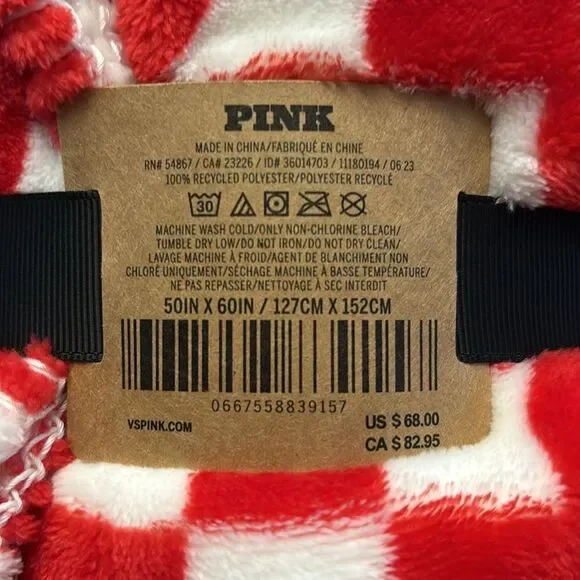 PINK
MADE IN CHINA/FABRIQUÉ EN CHINE
RN# 54867 / CA# 23226 / ID# 36014703 / 11180194 / 06 23
100% RECYCLED POLYESTER/POLYESTER RECYCLÉ
30
MACHINE WASH COLD/ONLY NON-CHLORINE BLEACH/
TUMBLE DRY LOW/DO NOT IRON/DO NOT DRY CLEAN/
LAVAGE MACHINE À FROID/AGENT DE BLANCHIMENT NON
CHLORÉ UNIQUEMENT/SÉCHAGE MACHINE À BASSE TEMPÉRATURE/
NE PAS REPASSER/NETTOYAGE À SEC INTERDIT
50IN X 60IN / 127CM X 152CM
0667558839157
VSPINK.COM
US $ 68.00
CA $ 82.95